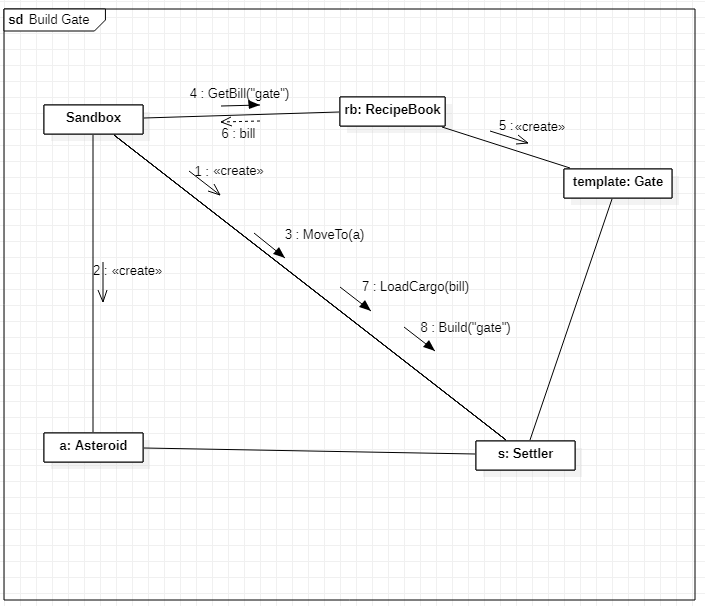 sd Build Gate
4 : GetBill("gate")
Sandbox
rb: RecipeBook
6 : bill
5 :«create»
1 : «create»
template: Gate
3 : MoveTo(a)
2 : «create»
7 : LoadCargo(bill)
8 : Build("gate")
a: Asteroid
s: Settler